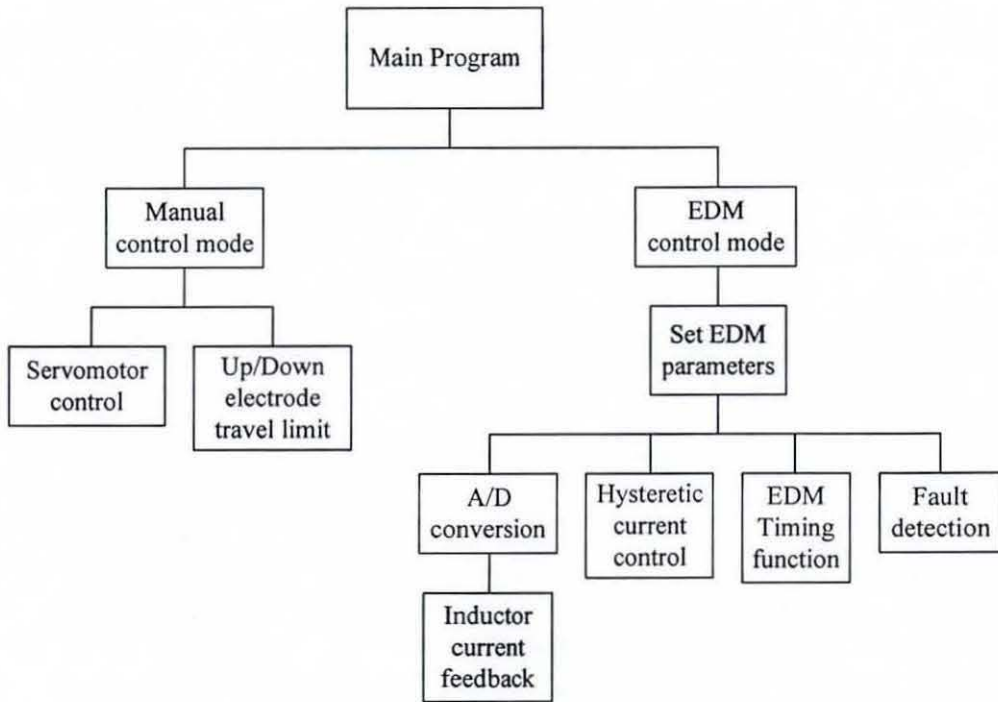 Main Program
Manual
control mode
EDM
control mode
Servomotor
control
Up/Down
electrode
travel limit
Set EDM
parameters
A/D
conversion
Hysteretic
current
control
EDM
Timing
function
Fault
detection
Inductor
current
feedback